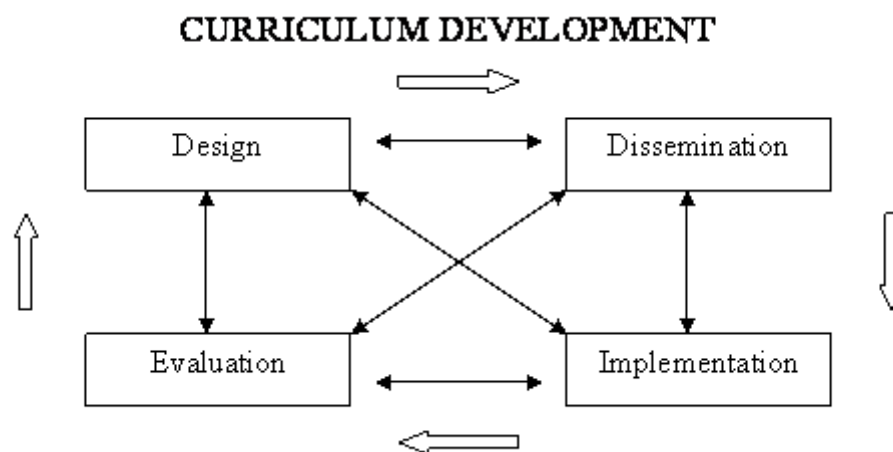 CURRICULUM DEVELOPMENT
Design
Dissemination
Evaluation
Implementation